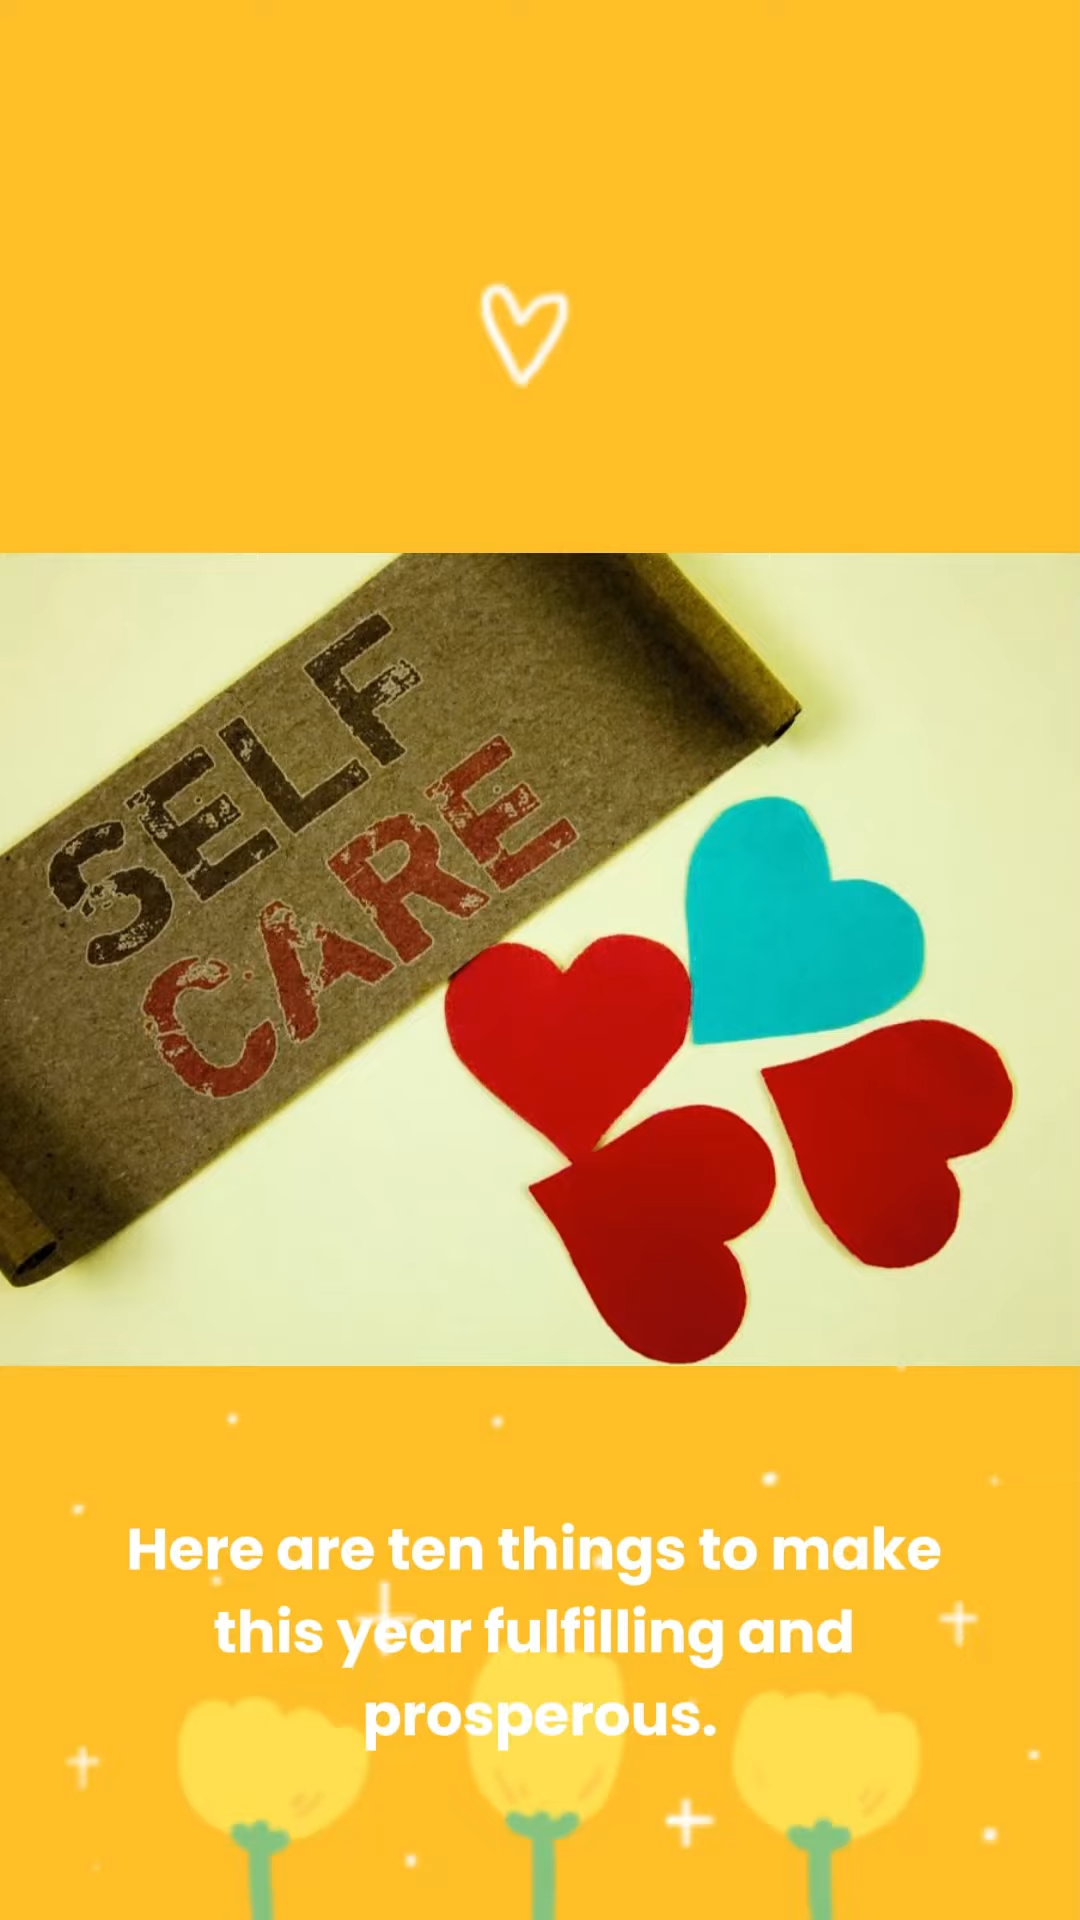 SELF
CARE
Here are ten things to make
this year fulfilling and
prosperous.